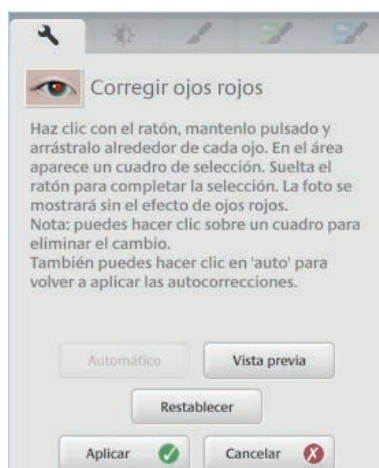 Corregir ojos rojos
Haz clic con el ratón, mantenlo pulsado y
arrástralo alrededor de cada ojo. En el área
aparece un cuadro de selección. Suelta el
ratón para completar la selección. La foto se
mostrará sin el efecto de ojos rojos.
Nota: puedes hacer clic sobre un cuadro para
eliminar el cambio.
También puedes hacer clic en 'auto' para
volver a aplicar las autocorrecciones.
Automático Vista previa
Restablecer
Aplicar Cancelar